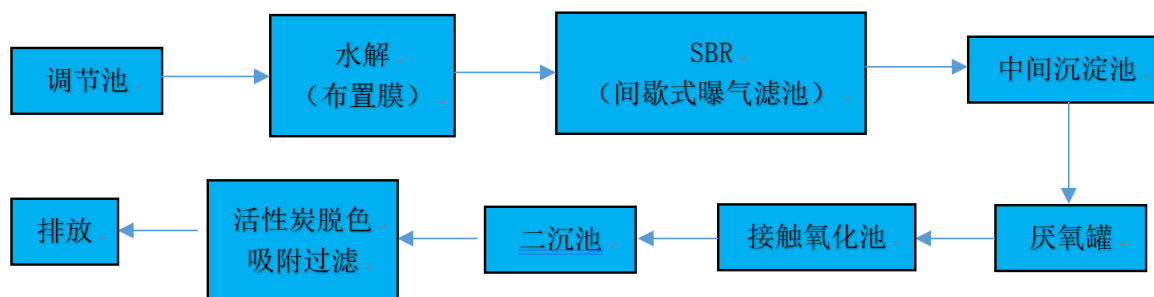 调节池
水解
（布置膜）
SBR
（间歇式曝气滤池）
中间沉淀池
厌氧罐
接触氧化池
二沉池
活性炭脱色
吸附过滤
排放